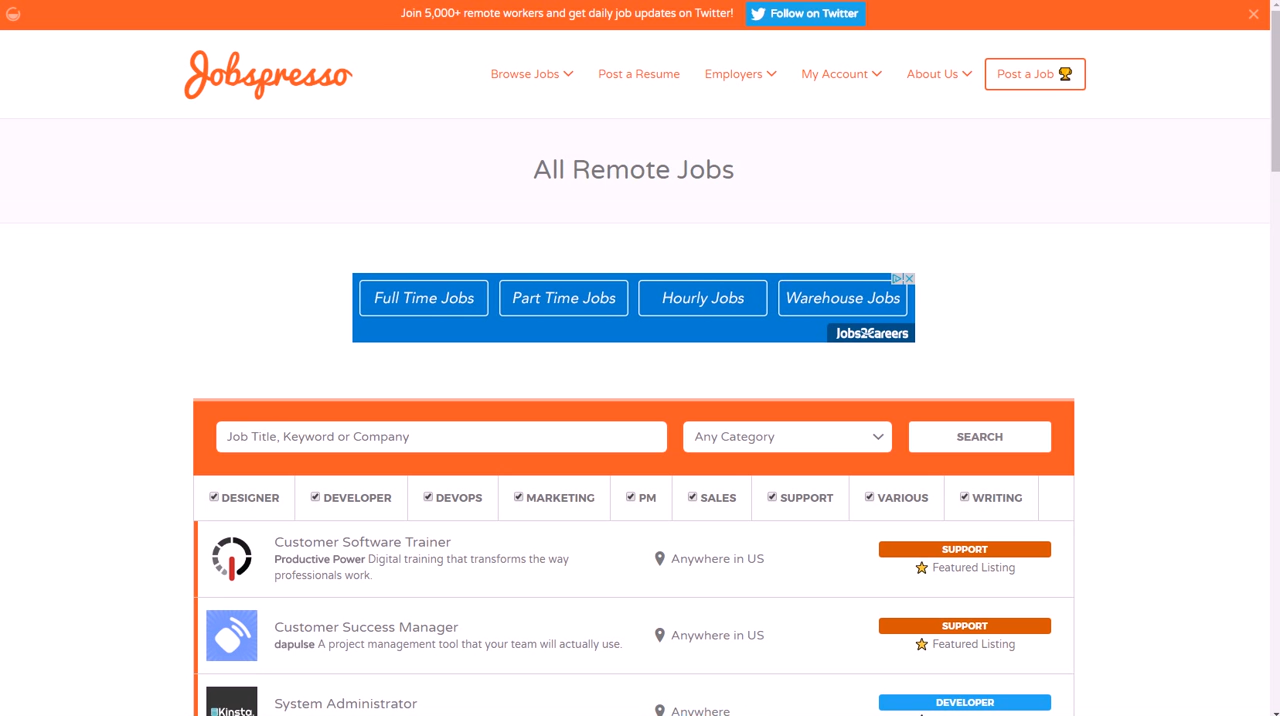 Join 5,000+ remote workers and get daily job updates on Twitter! Follow on Twitter
Jobspresso
Browse Jobs Post a Resume Employers My Account About Us Post a Job
All Remote Jobs
Full Time Jobs Part Time Jobs Hourly Jobs Warehouse Jobs
Jobs2Careers
Job Title, Keyword or Company Any Category SEARCH
DESIGNER DEVELOPER DEVOPS MARKETING PM SALES SUPPORT VARIOUS WRITING
Customer Software Trainer
Productive Power Digital training that transforms the way
professionals work.
Anywhere in US
SUPPORT
Featured Listing
Customer Success Manager
dapulse A project management tool that your team will actually use.
Anywhere in US
SUPPORT
Featured Listing
Kinsta
System Administrator
Anywhere
DEVELOPER